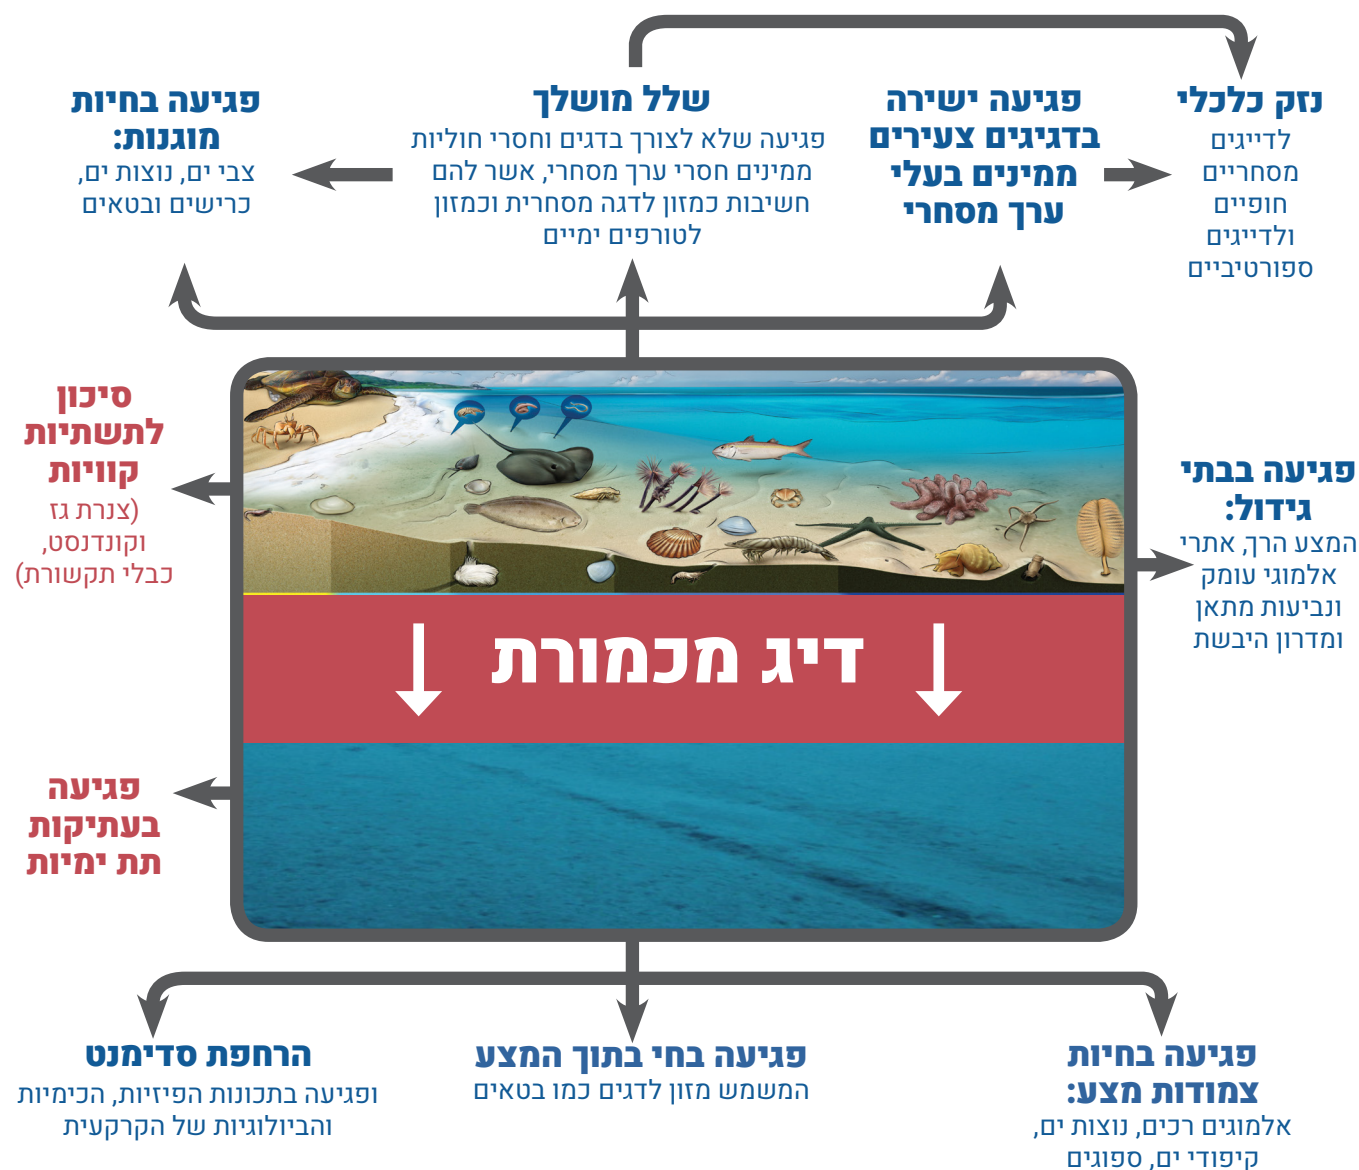 נזק כלכלי
לדייגים
מסחריים
חופיים
ולדייגים
ספורטיביים
פגיעה ישירה
בדגיגים צעירים
ממינים בעלי
ערך מסחרי
שלל מושלך
פגיעה שלא לצורך בדגים וחסרי חוליות
ממינים חסרי ערך מסחרי, אשר להם
חשיבות כמזון לדגה מסחרית וכמזון
לטורפים ימיים
פגיעה בחיות
מוגנות:
צבי ים, נוצות ים,
כרישים ובטאים
פגיעה בבתי
גידול:
המצע הרך, אתרי
אלמוגי עומק
ונביעות מתאן
ומדרון היבשת
סיכון
לתשתיות
קוויות
(צנרת גז
וקונדנסט,
כבלי תקשורת)
דיג מכמורת
פגיעה
בעתיקות
תת ימיות
פגיעה בחיות
צמודות מצע:
אלמוגים רכים, נוצות ים,
קיפודי ים, ספוגים
פגיעה בחי בתוך המצע
המשמש מזון לדגים כמו בטאים
הרחפת סדימנט
ופגיעה בתכונות הפיזיות, הכימיות
והביולוגיות של הקרקעית